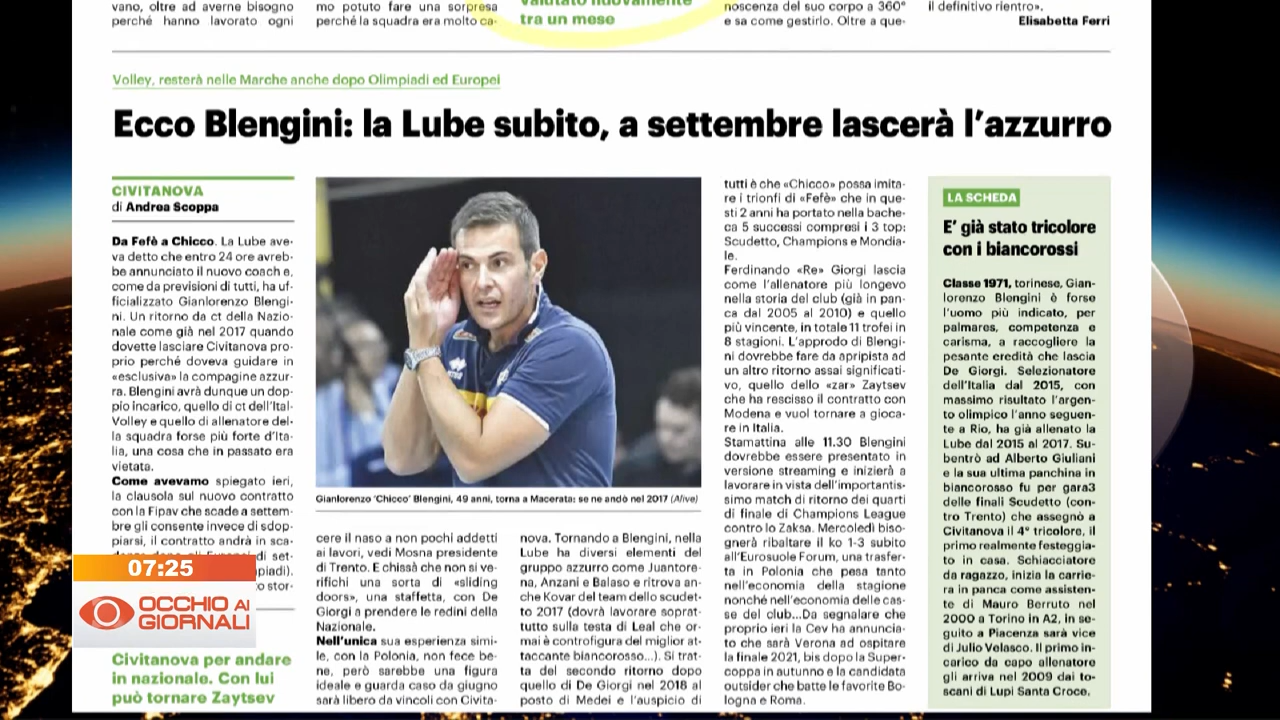 vano, oltre ad averne bisogno
perché hanno lavorato ogni
mo potuto fare una sorpresa
perché la squadra era molto ca-
valutato nuovamente
tra un mese
noscenza del suo corpo a 360°
e sa come gestirlo. Oltre a que-
il definitivo rientro».
Elisabetta Ferri
Volley, resterà nelle Marche anche dopo Olimpiadi ed Europei
Ecco Blengini: la Lube subito, a settembre lascerà l'azzurro
CIVITANOVA
di Andrea Scoppa
Da Fefè a Chicco. La Lube ave-
va detto che entro 24 ore avreb-
be annunciato il nuovo coach e,
come da previsioni di tutti, ha uf-
ficializzato Gianlorenzo Blengi-
ni. Un ritorno da ct della Nazio-
nale come già nel 2017 quando
dovette lasciare Civitanova pro-
prio perché doveva guidare in
«esclusiva» la compagine azzur-
ra. Blengini avrà dunque un dop-
pio incarico, quello di ct dell'Ital-
Volley e quello di allenatore del-
la squadra forse più forte d'Ita-
lia, una cosa che in passato era
vietata.
Come avevamo spiegato ieri,
la clausola sul nuovo contratto
con la Fipav che scade a settem-
bre gli consente invece di sdop-
piarsi, il contratto andrà in sca-
di set-
stor-
07:25
OCCHIO AI
GIORNALI
Civitanova per andare
in nazionale. Con lui
può tornare Zaytsev
Gianlorenzo 'Chicco' Blengini, 49 anni, torna a Macerata: se ne andò nel 2017 (Alive)
cere il naso a non pochi addetti
ai lavori, vedi Mosna presidente
di Trento. E chissà che non si ve-
rifichi una sorta di «sliding
doors», una staffetta, con De
Giorgi a prendere le redini della
Nazionale.
Nell'unica sua esperienza simi-
le, con la Polonia, non fece be-
ne, però sarebbe una figura
ideale e guarda caso da giugno
sarà libero da vincoli con Civita-
nova. Tornando a Blengini, nella
Lube ha diversi elementi del
gruppo azzurro come Juantore-
na, Anzani e Balaso e ritrova an-
che Kovar del team dello scudet-
to 2017 (dovrà lavorare soprat-
tutto sulla testa di Leal che or-
mai è controfigura del miglior at-
taccante biancorosso...). Si trat-
ta del secondo ritorno dopo
quello di De Giorgi nel 2018 al
posto di Medei e l'auspicio di
tutti è che «Chicco» possa imita-
re i trionfi di «Fefè» che in que-
sti 2 anni ha portato nella bache-
ca 5 successi compresi i 3 top:
Scudetto, Champions e Mondia-
le.
Ferdinando «Re» Giorgi lascia
come l'allenatore più longevo
nella storia del club (già in pan-
ca dal 2005 al 2010) e quello
più vincente, in totale 11 trofei in
8 stagioni. L'approdo di Blengi-
ni dovrebbe fare da apripista ad
un altro ritorno assai significati-
vo, quello dello «zar» Zaytsev
che ha rescisso il contratto con
Modena e vuol tornare a gioca-
re in Italia.
Stamattina alle 11.30 Blengini
dovrebbe essere presentato in
versione streaming e inizierà a
lavorare in vista dell'importantis-
simo match di ritorno dei quarti
di finale di Champions League
contro lo Zaksa. Mercoledì biso-
gnerà ribaltare il ko 1-3 subito
all'Eurosuole Forum, una trasfer-
ta in Polonia che pesa tanto
nell'economia della stagione
nonché nell'economia delle cas-
se del club...Da segnalare che
proprio ieri la Cev ha annuncia-
to che sarà Verona ad ospitare
la finale 2021, bis dopo la Super-
coppa in autunno e la candidata
outsider che batte le favorite Bo-
logna e Roma.
LA SCHEDA
E' già stato tricolore
con i biancorossi
Classe 1971, torinese, Gian-
lorenzo Blengini è forse
l'uomo più indicato, per
palmares, competenza e
carisma, a raccogliere la
pesante eredità che lascia
De Giorgi. Selezionatore
dell'Italia dal 2015, con
massimo risultato l'argen-
to olimpico l'anno seguen-
te a Rio, ha già allenato la
Lube dal 2015 al 2017. Su-
bentrò ad Alberto Giuliani
e la sua ultima panchina in
biancorosso fu per gara3
delle finali Scudetto (con-
tro Trento) che assegnò a
Civitanova il 4° tricolore, il
primo realmente festeggia-
to in casa. Schiacciatore
da ragazzo, inizia la carrie-
ra in panca come assisten-
te di Mauro Berruto nel
2000 a Torino in A2, in se-
guito a Piacenza sarà vice
di Julio Velasco. Il primo in-
carico da capo allenatore
gli arriva nel 2009 dai to-
scani di Lupi Santa Croce.